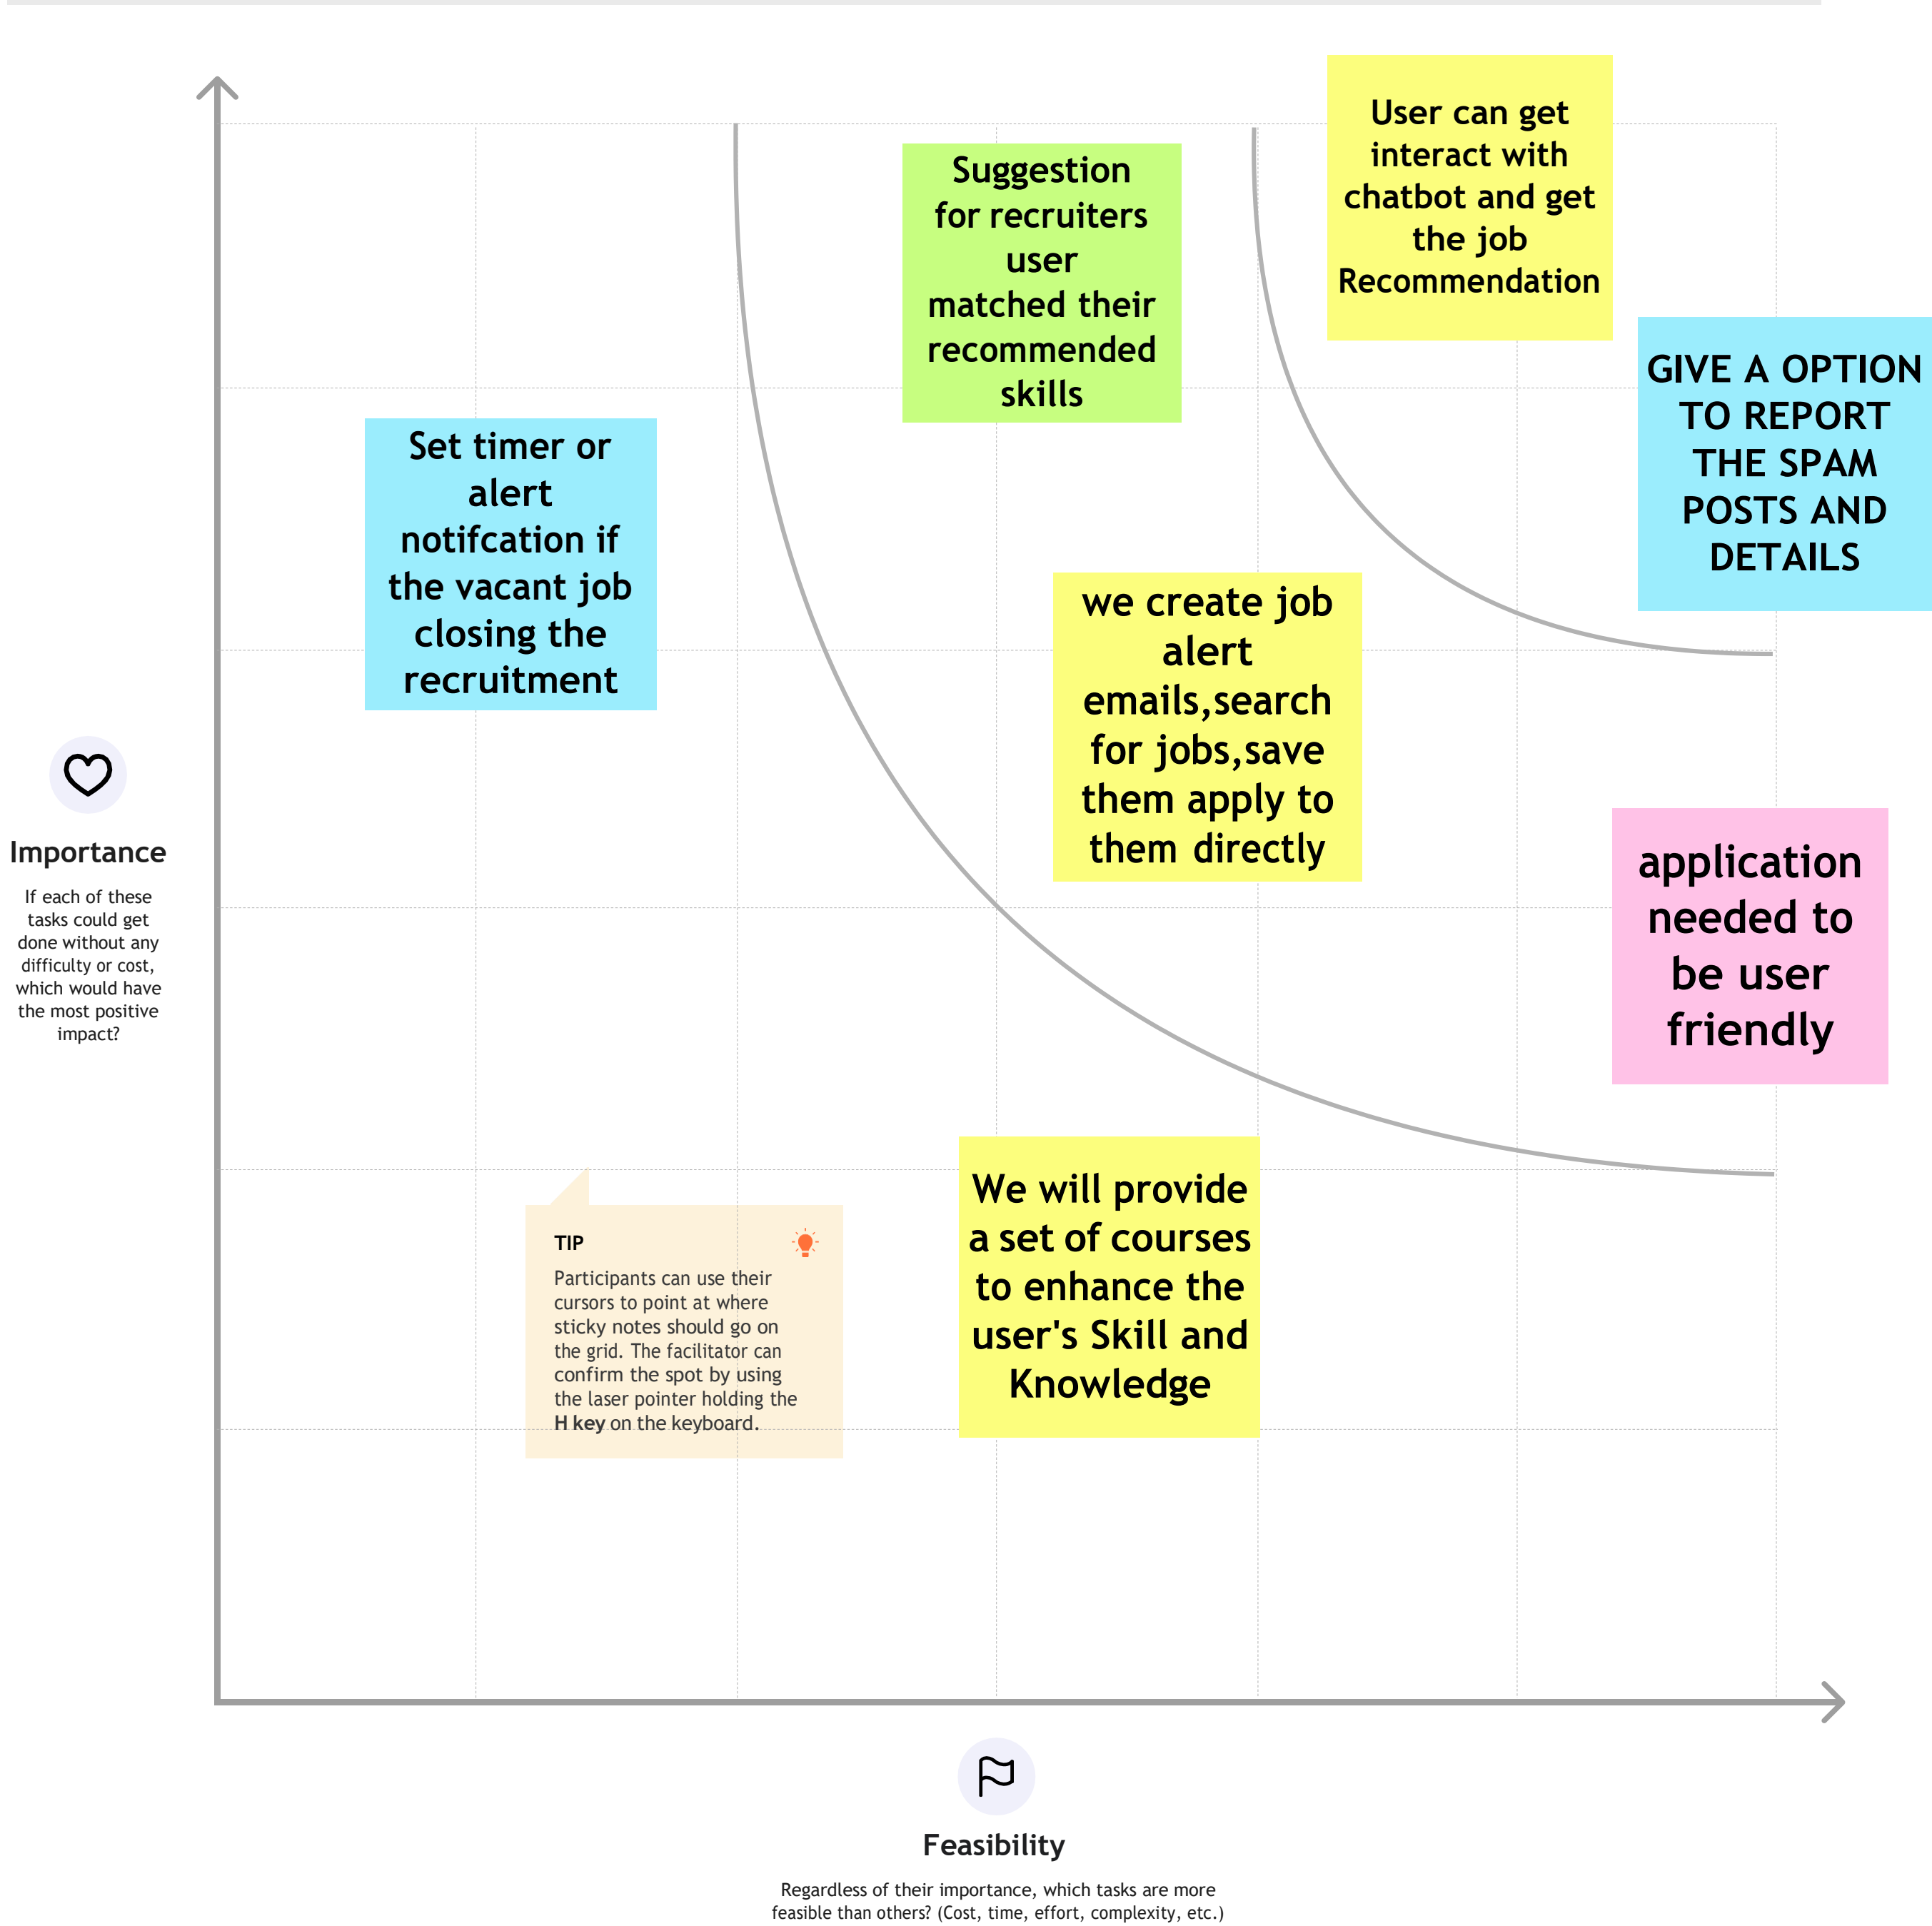 User can get
interact with
chatbot and get
the job
Recommendation
Suggestion
for recruiters
user
matched their
recommended
skills
GIVE A OPTION
TO REPORT
THE SPAM
POSTS AND
DETAILS
Set timer or
alert
notifcation if
the vacant job
closing the
recruitment
we create job
alert
emails,search
for jobs,save
them apply to
them directly
Importance
If each of these
tasks could get
done without any
difficulty or cost,
which would have
the most positive
impact?
application
needed to
be user
friendly
We will provide
a set of courses
to enhance the
user's Skill and
Knowledge
TIP
Participants can use their
cursors to point at where
sticky notes should go on
the grid. The facilitator can
confirm the spot by using
the laser pointer holding the
H key on the keyboard.
Feasibility
Regardless of their importance, which tasks are more
feasible than others? (Cost, time, effort, complexity, etc.)